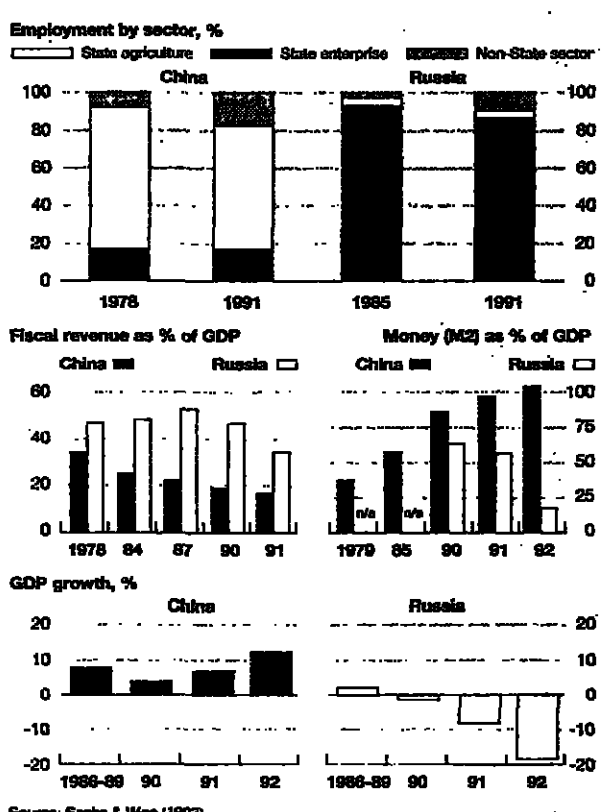 Employment by sector, %
State agriculture State enterprise Non-State sector
China Russia
100 100
80 80
60 60
40 40
20 20
0 0
1978 1991 1985 1991
Fiscal revenue as % of GDP Money (M2) as % of GDP
China Russia China Russia
60 100
40 75
50
20 25
0 0
n/a n/a
1978 84 87 90 91 1979 85 90 91 92
GDP growth, %
China Russia
20 20
10 10
0 0
-10 -10
-20 -20
1986-89 90 91 92 1986-89 90 91 92
Source: Sachs & Woo (1993)